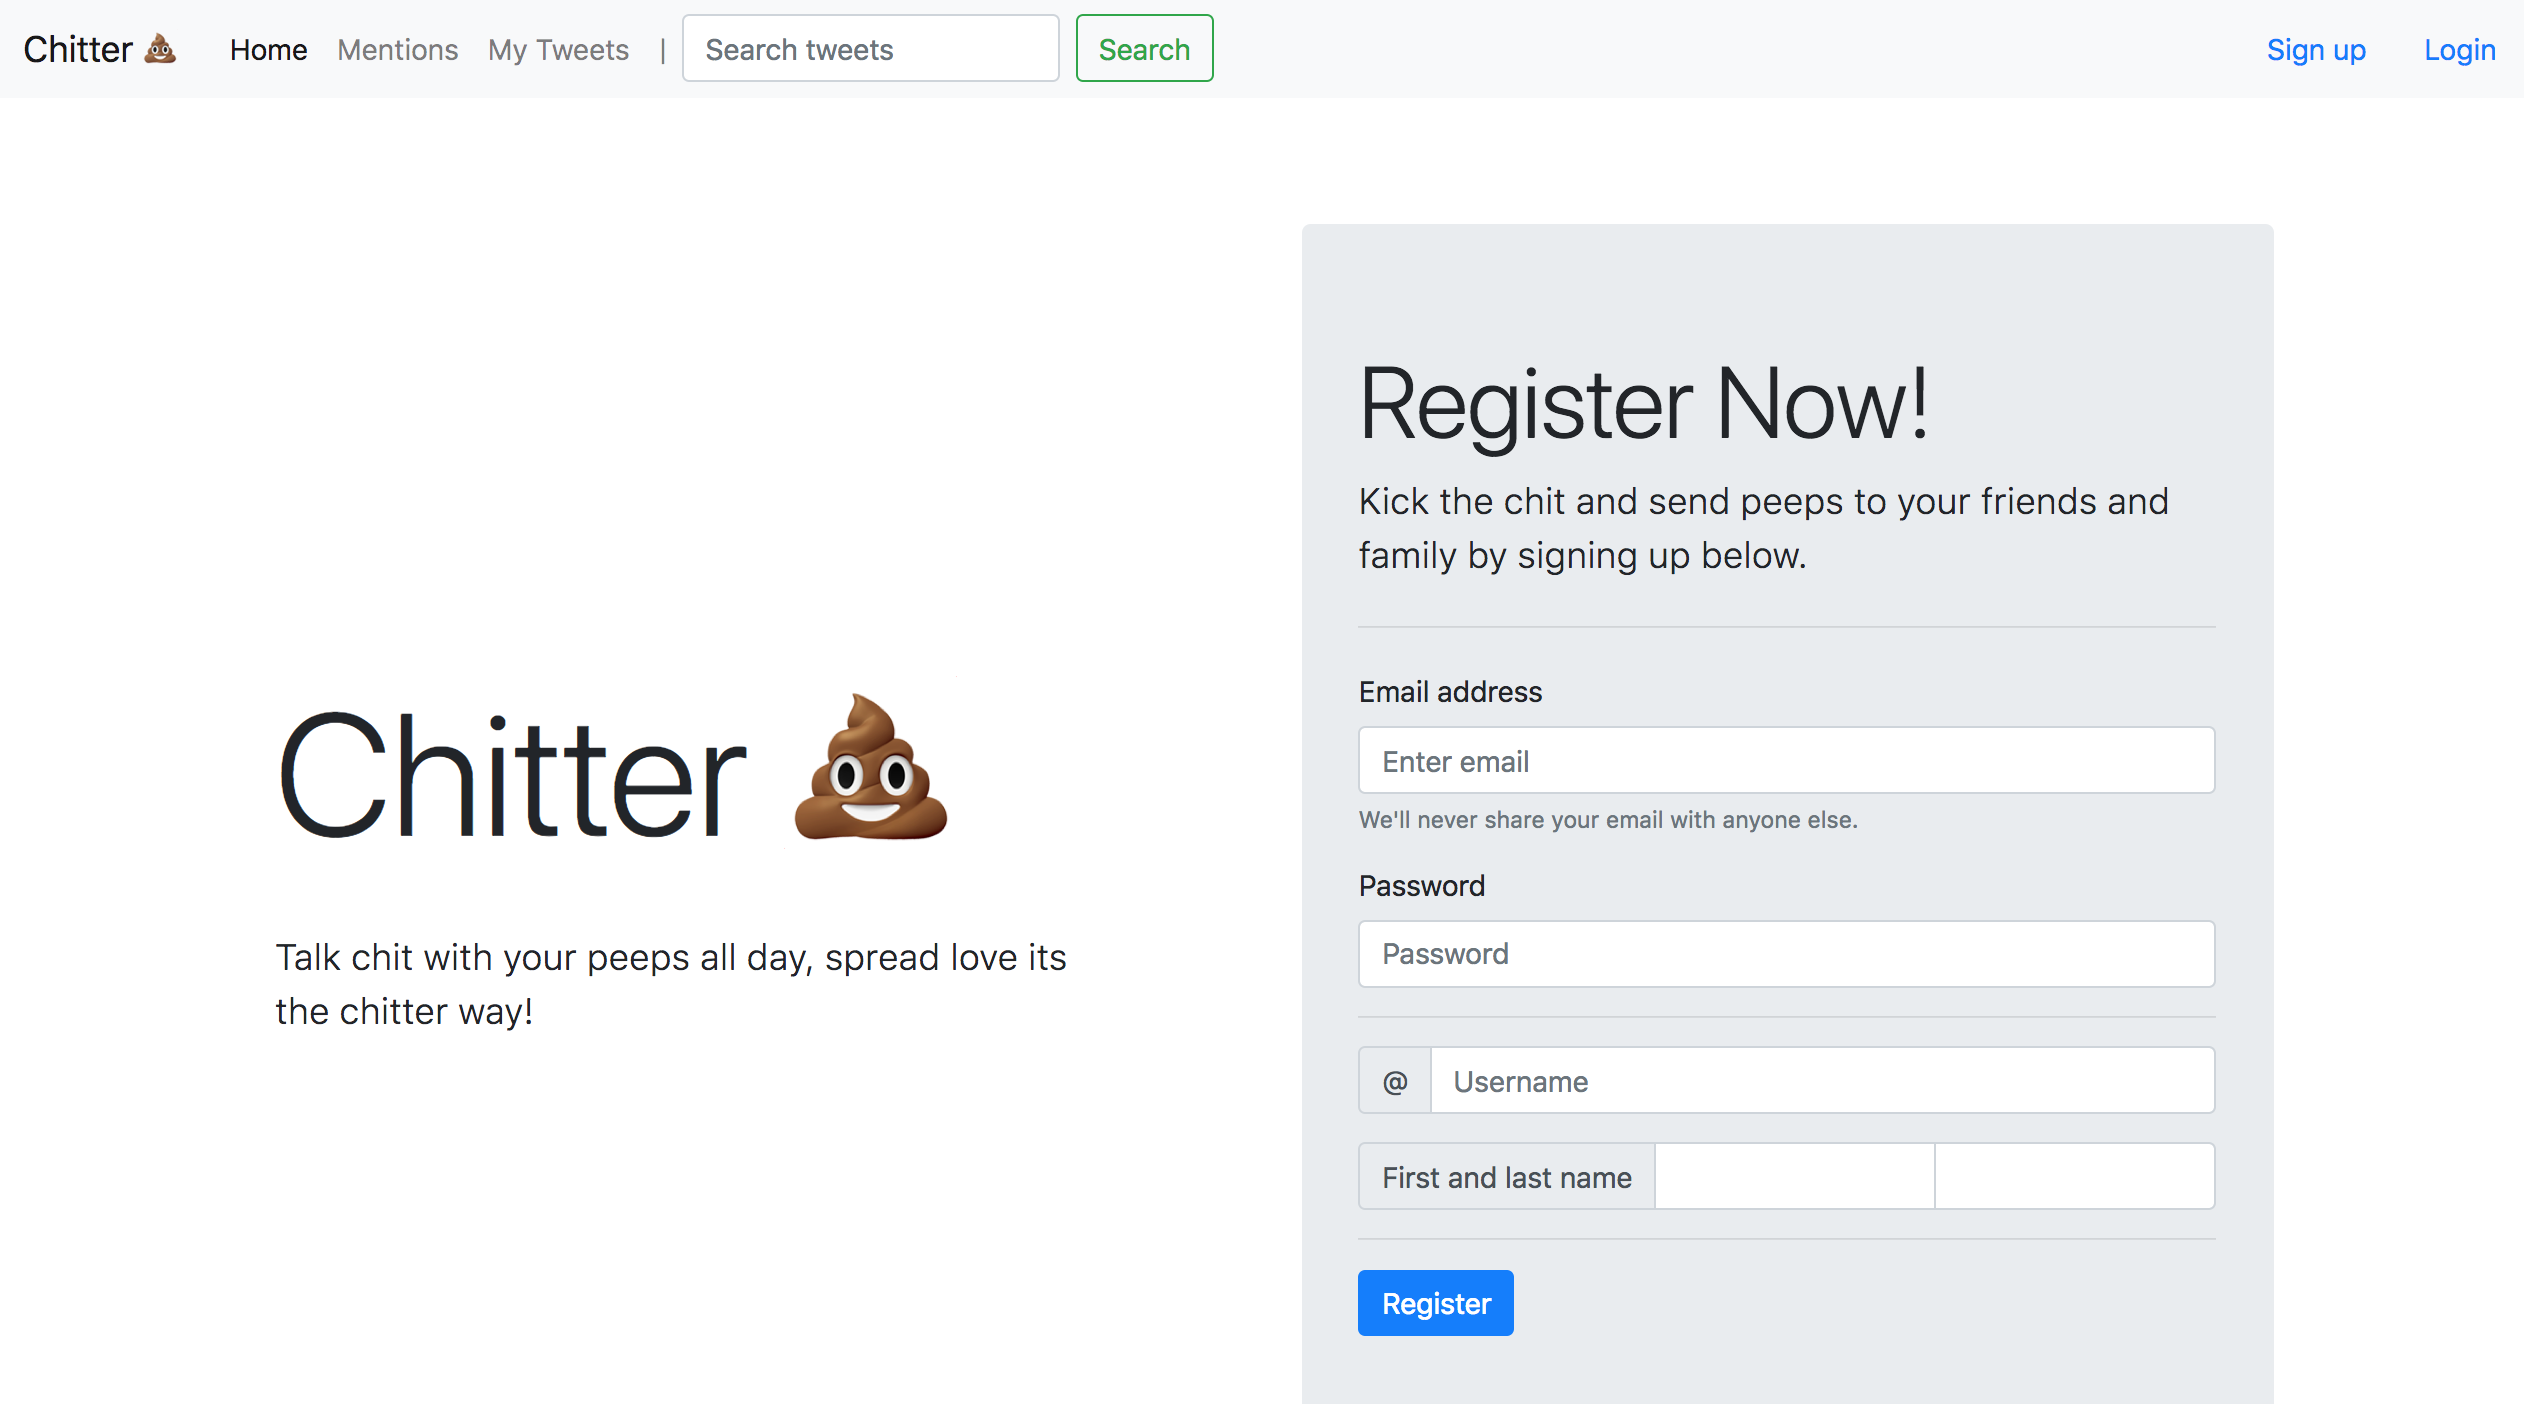 Chitter 💩 Home Mentions My Tweets | Search tweets Search Sign up Login
Chitter 💩
Talk chit with your peeps all day, spread love its
the chitter way!
Register Now!
Kick the chit and send peeps to your friends and
family by signing up below.
Email address
Enter email
We'll never share your email with anyone else.
Password
Password
@ Username
First and last name
Register